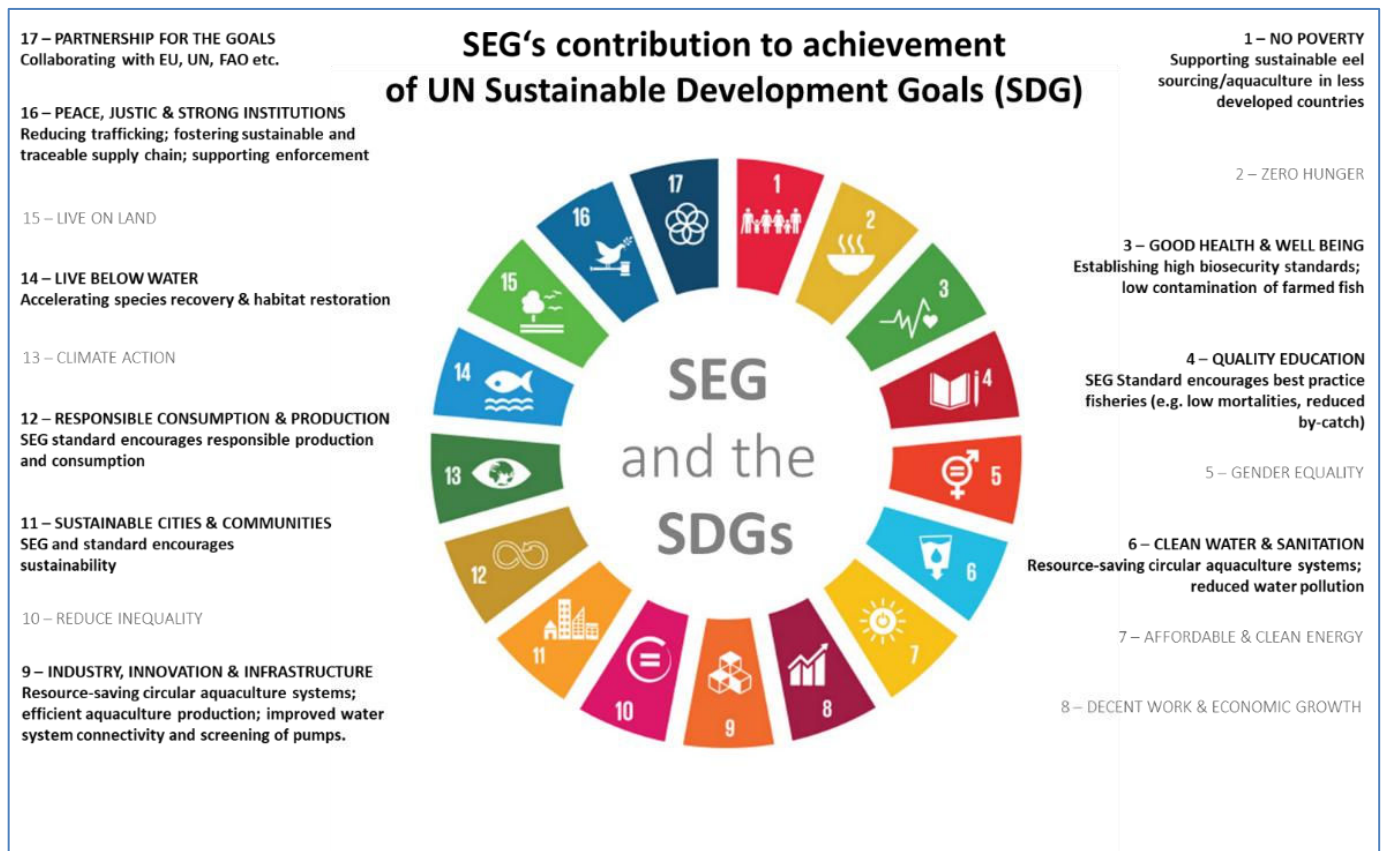 SEG‘s contribution to achievement
of UN Sustainable Development Goals (SDG)
17 – PARTNERSHIP FOR THE GOALS
Collaborating with EU, UN, FAO etc.
16 – PEACE, JUSTIC & STRONG INSTITUTIONS
Reducing trafficking; fostering sustainable and
traceable supply chain; supporting enforcement
15 – LIVE ON LAND
14 – LIVE BELOW WATER
Accelerating species recovery & habitat restoration
13 – CLIMATE ACTION
12 – RESPONSIBLE CONSUMPTION & PRODUCTION
SEG standard encourages responsible production
and consumption
11 – SUSTAINABLE CITIES & COMMUNITIES
SEG and standard encourages
sustainability
10 – REDUCE INEQUALITY
9 – INDUSTRY, INNOVATION & INFRASTRUCTURE
Resource-saving circular aquaculture systems;
efficient aquaculture production; improved water
system connectivity and screening of pumps.
1
2
3
4
5
6
7
8
9
10
11
12
13
14
15
16
17
SEG
and the
SDGs
1 – NO POVERTY
Supporting sustainable eel
sourcing/aquaculture in less
developed countries
2 – ZERO HUNGER
3 – GOOD HEALTH & WELL BEING
Establishing high biosecurity standards;
low contamination of farmed fish
4 – QUALITY EDUCATION
SEG Standard encourages best practice
fisheries (e.g. low mortalities, reduced
by-catch)
5 – GENDER EQUALITY
6 – CLEAN WATER & SANITATION
Resource-saving circular aquaculture systems;
reduced water pollution
7 – AFFORDABLE & CLEAN ENERGY
8 – DECENT WORK & ECONOMIC GROWTH